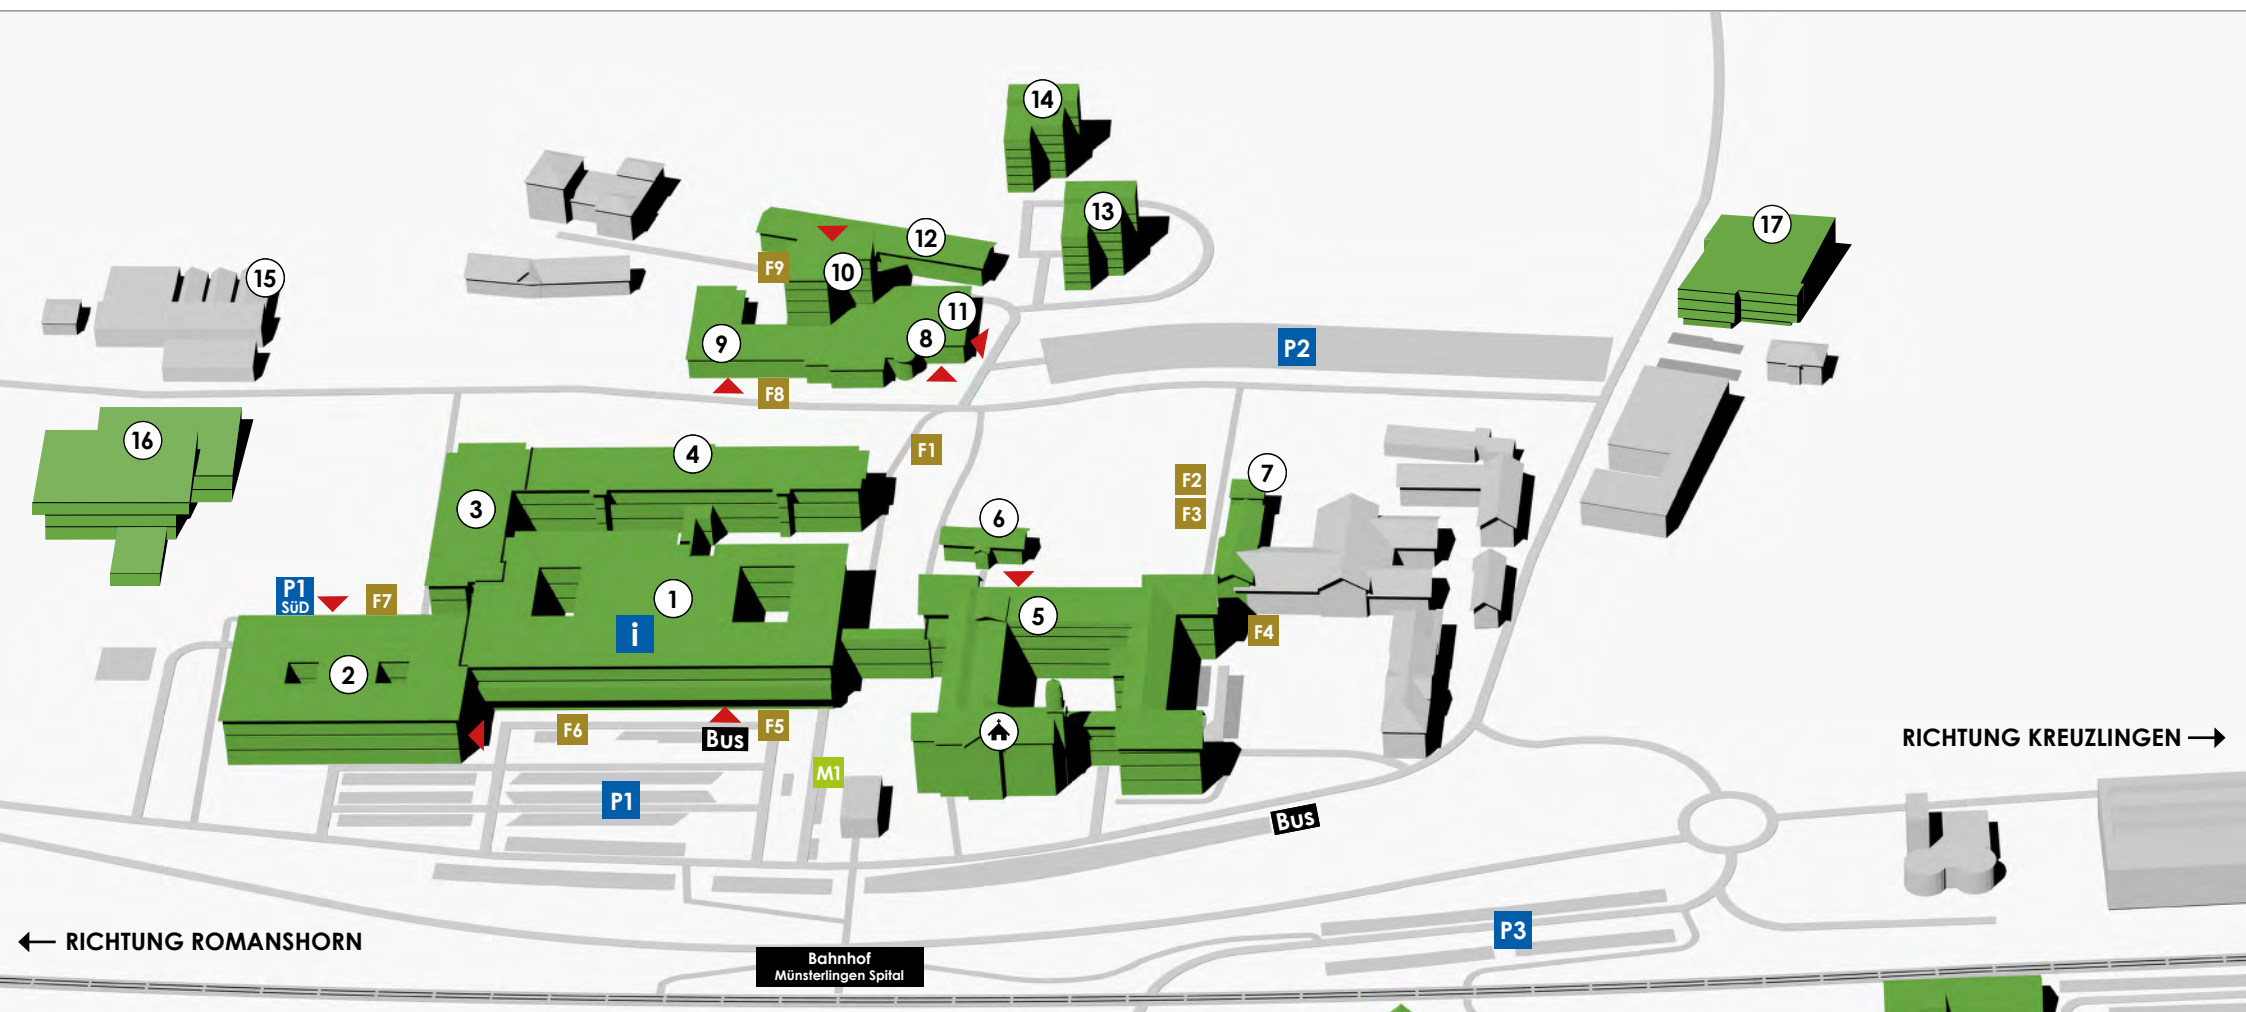 14
13
17
12
F9
10
15
11
8
9
P2
F8
16
4
F1
7
F2
3
F3
6
P1
SüD
F7
1
5
i
F4
2
F6
F5
Bus
M1
P1
Bus
RICHTUNG KREUZLINGEN
P3
RICHTUNG ROMANSHORN
Bahnhof
Münsterlingen Spital